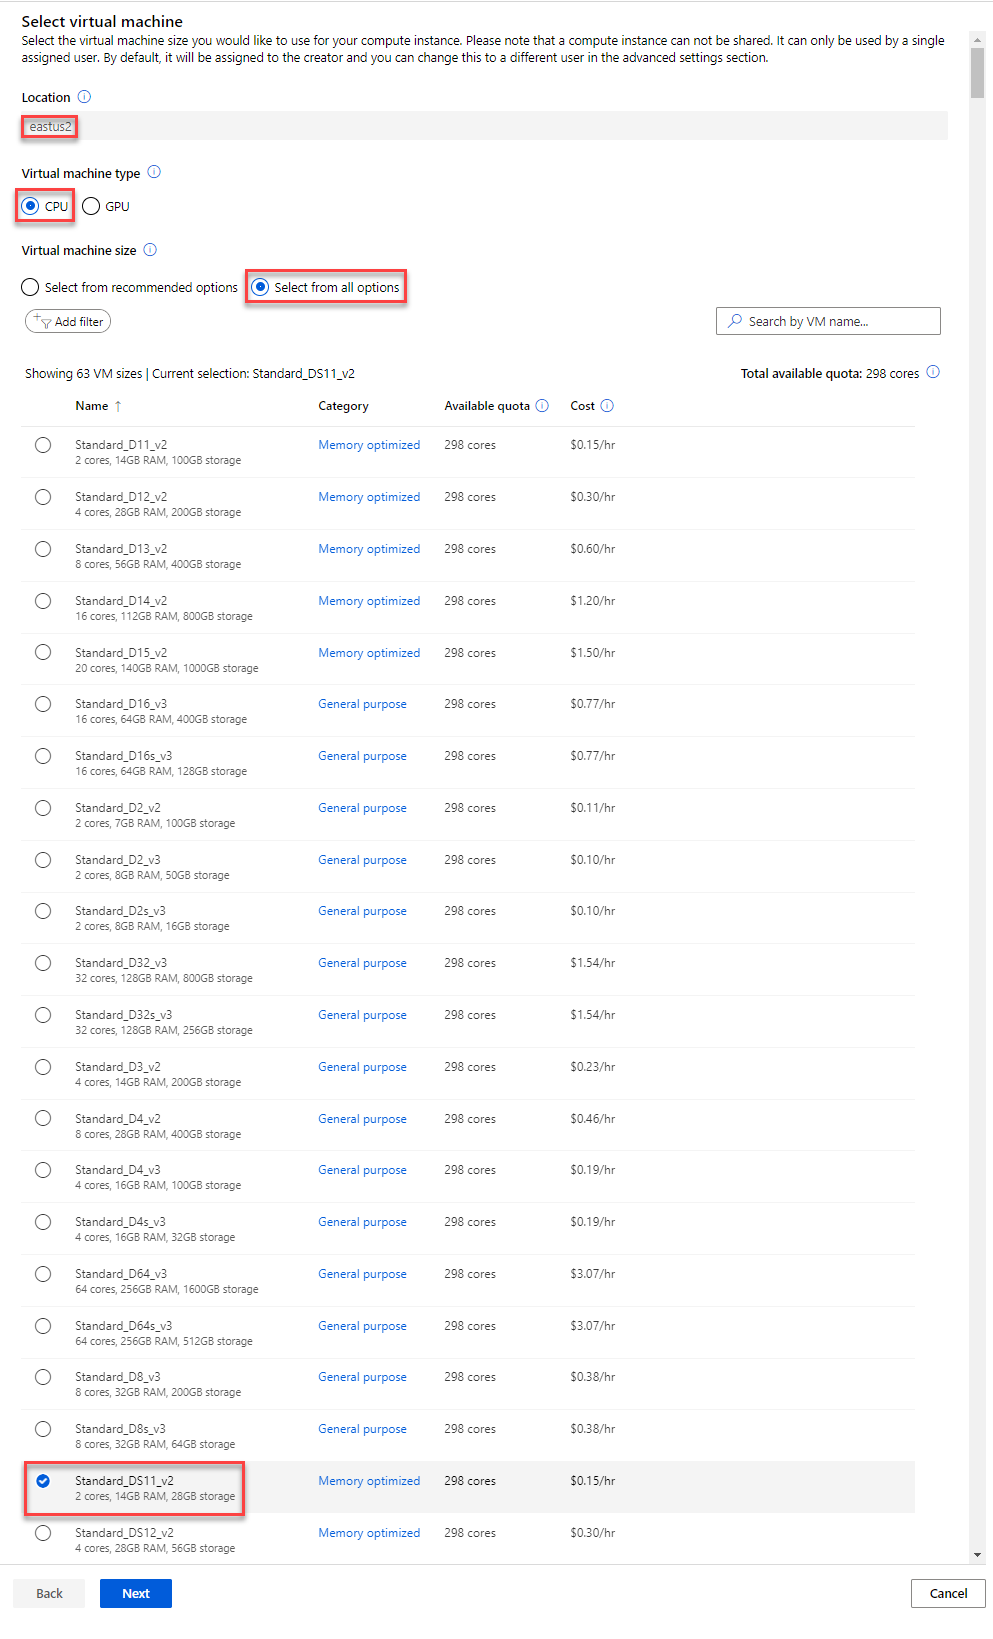 Select virtual machine
Select the virtual machine size you would like to use for your compute instance. Please note that a compute instance can not be shared. It can only be used by a single
assigned user. By default, it will be assigned to the creator and you can change this to a different user in the advanced settings section.
Location
eastus2
Virtual machine type
CPU GPU
Virtual machine size
Select from recommended options Select from all options
Add filter Search by VM name...
Showing 63 VM sizes | Current selection: Standard_DS11_v2 Total available quota: 298 cores
Name ↑ Category Available quota Cost
Standard_D11_v2 Memory optimized 298 cores $0.15/hr
2 cores, 14GB RAM, 100GB storage
Standard_D12_v2 Memory optimized 298 cores $0.30/hr
4 cores, 28GB RAM, 200GB storage
Standard_D13_v2 Memory optimized 298 cores $0.60/hr
8 cores, 56GB RAM, 400GB storage
Standard_D14_v2 Memory optimized 298 cores $1.20/hr
16 cores, 112GB RAM, 800GB storage
Standard_D15_v2 Memory optimized 298 cores $1.50/hr
20 cores, 140GB RAM, 1000GB storage
Standard_D16_v3 General purpose 298 cores $0.77/hr
16 cores, 64GB RAM, 400GB storage
Standard_D16s_v3 General purpose 298 cores $0.77/hr
16 cores, 64GB RAM, 128GB storage
Standard_D2_v2 General purpose 298 cores $0.11/hr
2 cores, 7GB RAM, 100GB storage
Standard_D2_v3 General purpose 298 cores $0.10/hr
2 cores, 8GB RAM, 50GB storage
Standard_D2s_v3 General purpose 298 cores $0.10/hr
2 cores, 8GB RAM, 16GB storage
Standard_D32_v3 General purpose 298 cores $1.54/hr
32 cores, 128GB RAM, 800GB storage
Standard_D32s_v3 General purpose 298 cores $1.54/hr
32 cores, 128GB RAM, 256GB storage
Standard_D3_v2 General purpose 298 cores $0.23/hr
4 cores, 14GB RAM, 200GB storage
Standard_D4_v2 General purpose 298 cores $0.46/hr
8 cores, 28GB RAM, 400GB storage
Standard_D4_v3 General purpose 298 cores $0.19/hr
4 cores, 16GB RAM, 100GB storage
Standard_D4s_v3 General purpose 298 cores $0.19/hr
4 cores, 16GB RAM, 32GB storage
Standard_D64_v3 General purpose 298 cores $3.07/hr
64 cores, 256GB RAM, 1600GB storage
Standard_D64s_v3 General purpose 298 cores $3.07/hr
64 cores, 256GB RAM, 512GB storage
Standard_D8_v3 General purpose 298 cores $0.38/hr
8 cores, 32GB RAM, 200GB storage
Standard_D8s_v3 General purpose 298 cores $0.38/hr
8 cores, 32GB RAM, 64GB storage
Standard_DS11_v2 Memory optimized 298 cores $0.15/hr
2 cores, 14GB RAM, 28GB storage
Standard_DS12_v2 Memory optimized 298 cores $0.30/hr
4 cores, 28GB RAM, 56GB storage
Back Next Cancel